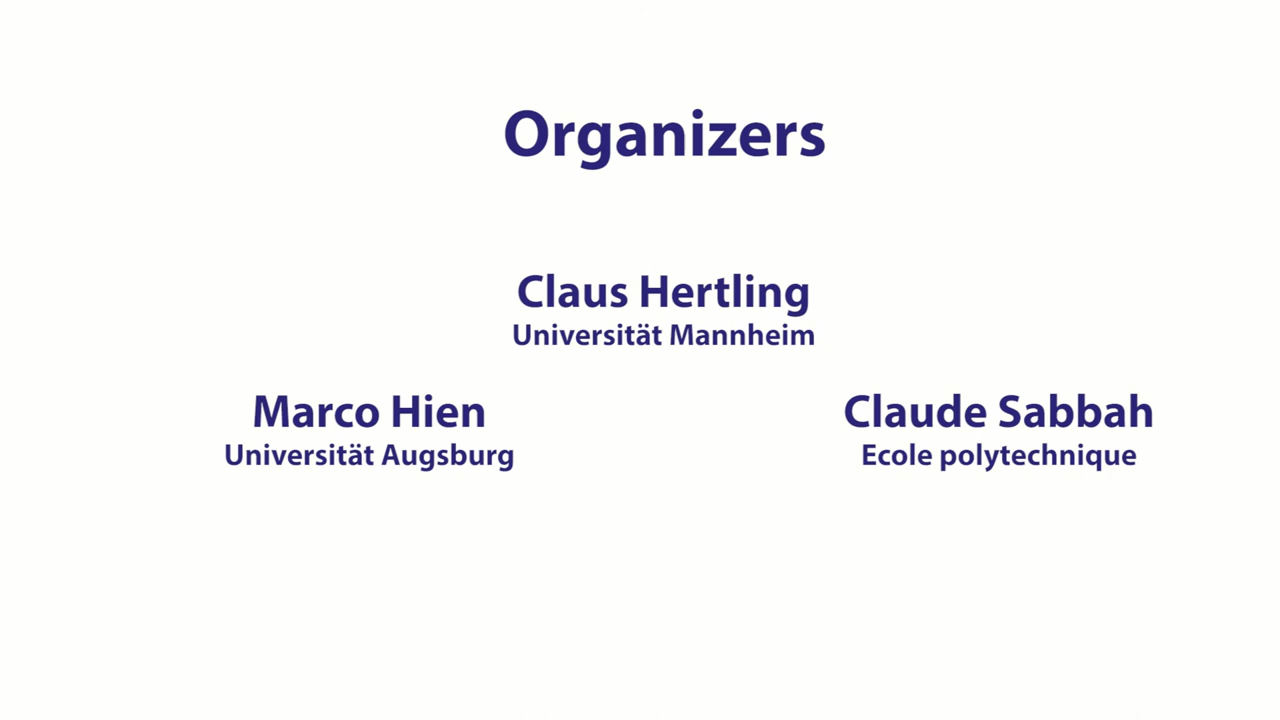 Organizers
Claus Hertling
Universität Mannheim
Marco Hien
Universität Augsburg
Claude Sabbah
Ecole polytechnique